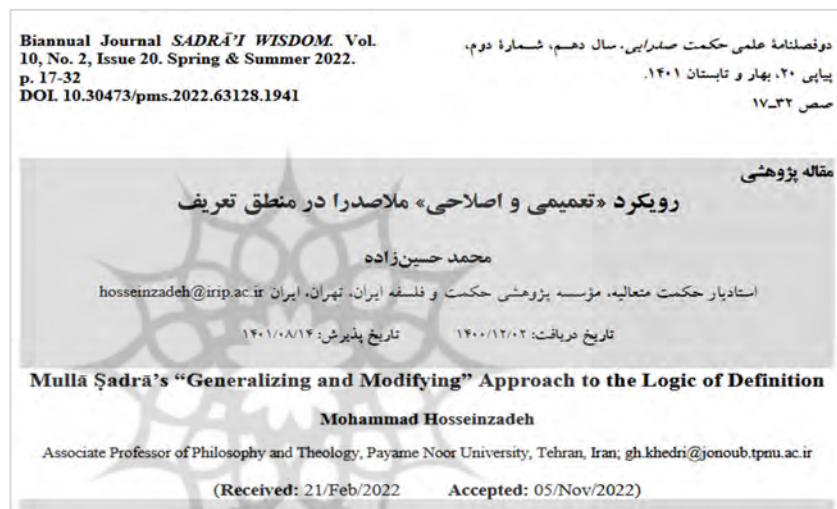 Biannual Journal SADRĀ'I WISDOM. Vol.
10, No. 2, Issue 20. Spring & Summer 2022.
p. 17-32
DOI. 10.30473/pms.2022.63128.1941
دوفصلنامهٔ علمی حکمت صدرایی، سال دهم، شمارهٔ دوم،
پیاپی ۲۰، بهار و تابستان ۱۴۰۱.
صص ۳۲ـ۱۷
مقاله پژوهشی
رویکرد «تعمیمی و اصلاحی» ملاصدرا در منطق تعریف
محمد حسین‌زاده
استادیار حکمت متعالیه، مؤسسه پژوهشی حکمت و فلسفه ایران، تهران، ایران hosseinzadeh@irip.ac.ir
تاریخ دریافت: ۱۴۰۰/۱۲/۰۲ تاریخ پذیرش: ۱۴۰۱/۰۸/۱۴
Mullā Ṣadrā's “Generalizing and Modifying” Approach to the Logic of Definition
Mohammad Hosseinzadeh
Associate Professor of Philosophy and Theology, Payame Noor University, Tehran, Iran; gh.khedri@jonoub.tpnu.ac.ir
(Received: 21/Feb/2022 Accepted: 05/Nov/2022)